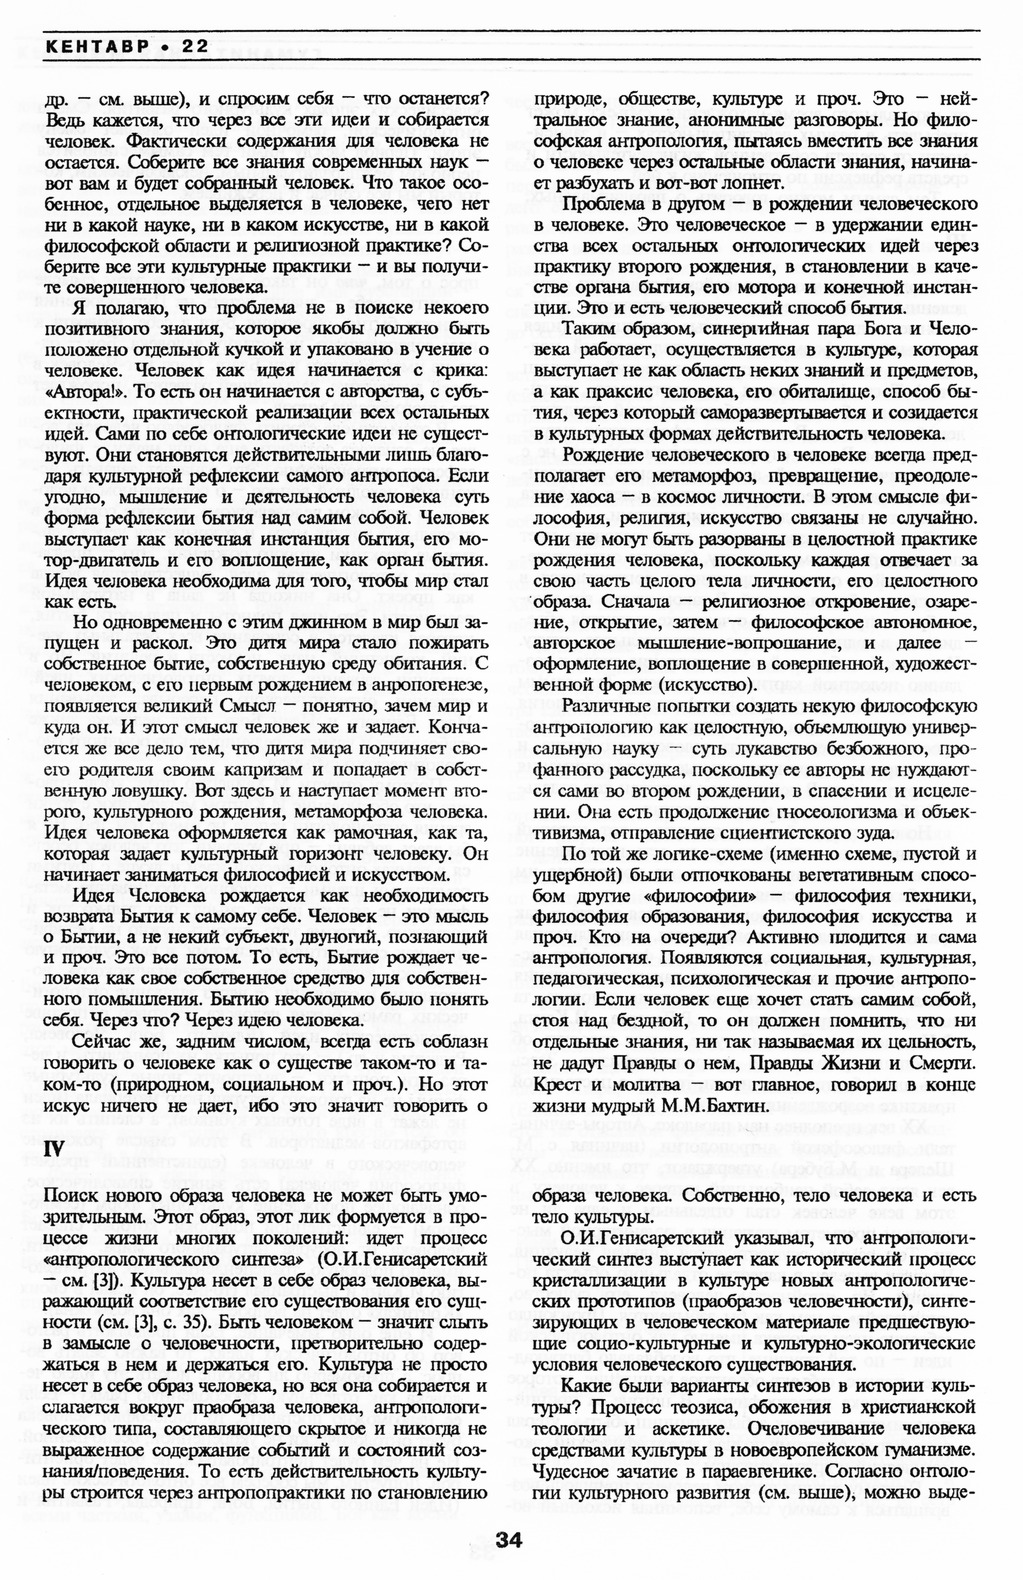 КЕНТАВР • 22
др. — см. выше), и спросим себя — что останется?
Ведь кажется, что через все эти идеи и собирается
человек. Фактически содержания для человека не
остается. Соберите все знания современных наук —
вот вам и будет собранный человек. Что такое осо-
бенное, отдельное выделяется в человеке, чего нет
ни в какой науке, ни в каком искусстве, ни в какой
философской области и религиозной практике? Со-
берите все эти культурные практики — и вы получи-
те совершенного человека.
Я полагаю, что проблема не в поиске некоего
позитивного знания, которое якобы должно быть
положено отдельной кучкой и упаковано в учение о
человеке. Человек как идея начинается с крика:
«Автора!». То есть он начинается с авторства, с субъ-
ектности, практической реализации всех остальных
идей. Сами по себе онтологические идеи не сущест-
вуют. Они становятся действительными лишь благо-
даря культурной рефлексии самого антропоса. Если
угодно, мышление и деятельность человека суть
форма рефлексии бытия над самим собой. Человек
выступает как конечная инстанция бытия, его мо-
тор-двигатель и его воплощение, как орган бытия.
Идея человека необходима для того, чтобы мир стал
как есть.
Но одновременно с этим джинном в мир был за-
пущен и раскол. Это дитя мира стало пожирать
собственное бытие, собственную среду обитания. С
человеком, с его первым рождением в анропогенезе,
появляется великий Смысл — понятно, зачем мир и
куда он. И этот смысл человек же и задает. Конча-
ется же все дело тем, что дитя мира подчиняет сво-
его родителя своим капризам и попадает в собст-
венную ловушку. Вот здесь и наступает момент вто-
рого, культурного рождения, метаморфоза человека.
Идея человека оформляется как рамочная, как та,
которая задает культурный горизонт человеку. Он
начинает заниматься философией и искусством.
Идея Человека рождается как необходимость
возврата Бытия к самому себе. Человек — это мысль
о Бытии, а не некий субъект, двуногий, познающий
и проч. Это все потом. То есть, Бытие рождает че-
ловека как свое собственное средство для собствен-
ного помышления. Бытию необходимо было понять
себя. Через что? Через идею человека.
Сейчас же, задним числом, всегда есть соблазн
говорить о человеке как о существе таком-то и та-
ком-то (природном, социальном и проч.). Но этот
искус ничего не дает, ибо это значит говорить о
природе, обществе, культуре и проч. Это — ней-
тральное знание, анонимные разговоры. Но фило-
софская антропология, пытаясь вместить все знания
о человеке через остальные области знания, начина-
ет разбухать и вот-вот лопнет.
Проблема в другом — в рождении человеческого
в человеке. Это человеческое — в удержании един-
ства всех остальных онтологических идей через
практику второго рождения, в становлении в каче-
стве органа бытия, его мотора и конечной инстан-
ции. Это и есть человеческий способ бытия.
Таким образом, синергийная пара Бога и Чело-
века работает, осуществляется в культуре, которая
выступает не как область неких знаний и предметов,
а как праксис человека, его обиталище, способ бы-
тия, через который саморазвертывается и созидается
в культурных формах действительность человека.
Рождение человеческого в человеке всегда пред-
полагает его метаморфоз, превращение, преодоле-
ние хаоса — в космос личности. В этом смысле фи-
лософия, религия, искусство связаны не случайно.
Они не могут быть разорваны в целостной практике
рождения человека, поскольку каждая отвечает за
свою часть целого тела личности, его целостного
образа. Сначала — религиозное откровение, озаре-
ние, открытие, затем — философское автономное,
авторское мышление-вопрошание, и далее —
оформление, воплощение в совершенной, художест-
венной форме (искусство).
Различные попытки создать некую философскую
антропологию как целостную, объемлющую универ-
сальную науку — суть лукавство безбожного, про-
фанного рассудка, поскольку ее авторы не нуждают-
ся сами во втором рождении, в спасении и исцеле-
нии. Она есть продолжение гносеологизма и объек-
тивизма, отправление сциентистского зуда.
По той же логике-схеме (именно схеме, пустой и
ущербной) были отпочкованы вегетативным спосо-
бом другие «философии» — философия техники,
философия образования, философия искусства и
проч. Кто на очереди? Активно плодится и сама
антропология. Появляются социальная, культурная,
педагогическая, психологическая и прочие антропо-
логии. Если человек еще хочет стать самим собой,
стоя над бездной, то он должен помнить, что ни
отдельные знания, ни так называемая их цельность,
не дадут Правды о нем, Правды Жизни и Смерти.
Крест и молитва — вот главное, говорил в конце
жизни мудрый М.М.Бахтин.
IV
Поиск нового образа человека не может быть умо-
зрительным. Этот образ, этот лик формуется в про-
цессе жизни многих поколений: идет процесс
«антропологического синтеза» (О.И.Генисаретский
— см. [3]). Культура несет в себе образ человека, вы-
ражающий соответствие его существования его сущ-
ности (см. [3], с. 35). Быть человеком — значит слыть
в замысле о человечности, претворительно содер-
жаться в нем и держаться его. Культура не просто
несет в себе образ человека, но вся она собирается и
слагается вокруг праобраза человека, антропологи-
ческого типа, составляющего скрытое и никогда не
выраженное содержание событий и состояний соз-
нания/поведения. То есть действительность культу-
ры строится через антропопрактики по становлению
образа человека. Собственно, тело человека и есть
тело культуры.
О.И.Генисаретский указывал, что антропологи-
ческий синтез выступает как исторический процесс
кристаллизации в культуре новых антропологиче-
ских прототипов (праобразов человечности), синте-
зирующих в человеческом материале предшествую-
щие социо-культурные и культурно-экологические
условия человеческого существования.
Какие были варианты синтезов в истории куль-
туры? Процесс теозиса, обожения в христианской
теологии и аскетике. Очеловечивание человека
средствами культуры в новоевропейском гуманизме.
Чудесное зачатие в параевгенике. Согласно онтоло-
гии культурного развития (см. выше), можно выде-
34